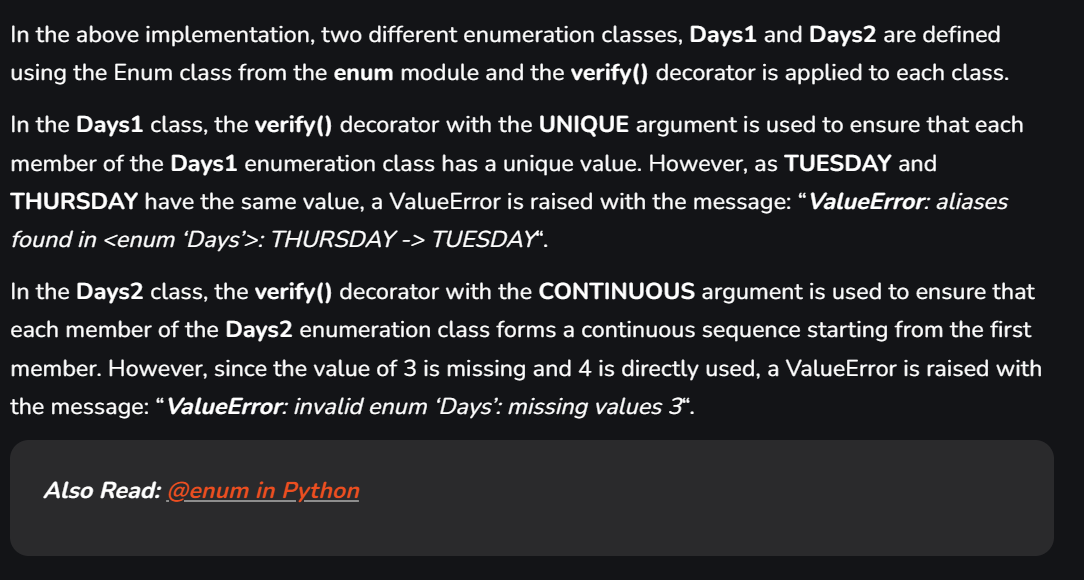 In the above implementation, two different enumeration classes, Days1 and Days2 are defined
using the Enum class from the enum module and the verify() decorator is applied to each class.
In the Days1 class, the verify() decorator with the UNIQUE argument is used to ensure that each
member of the Days1 enumeration class has a unique value. However, as TUESDAY and
THURSDAY have the same value, a ValueError is raised with the message: “ValueError: aliases
found in <enum ‘Days’>: THURSDAY -> TUESDAY“.
In the Days2 class, the verify() decorator with the CONTINUOUS argument is used to ensure that
each member of the Days2 enumeration class forms a continuous sequence starting from the first
member. However, since the value of 3 is missing and 4 is directly used, a ValueError is raised with
the message: “ValueError: invalid enum ‘Days’: missing values 3“.
Also Read: @enum in Python